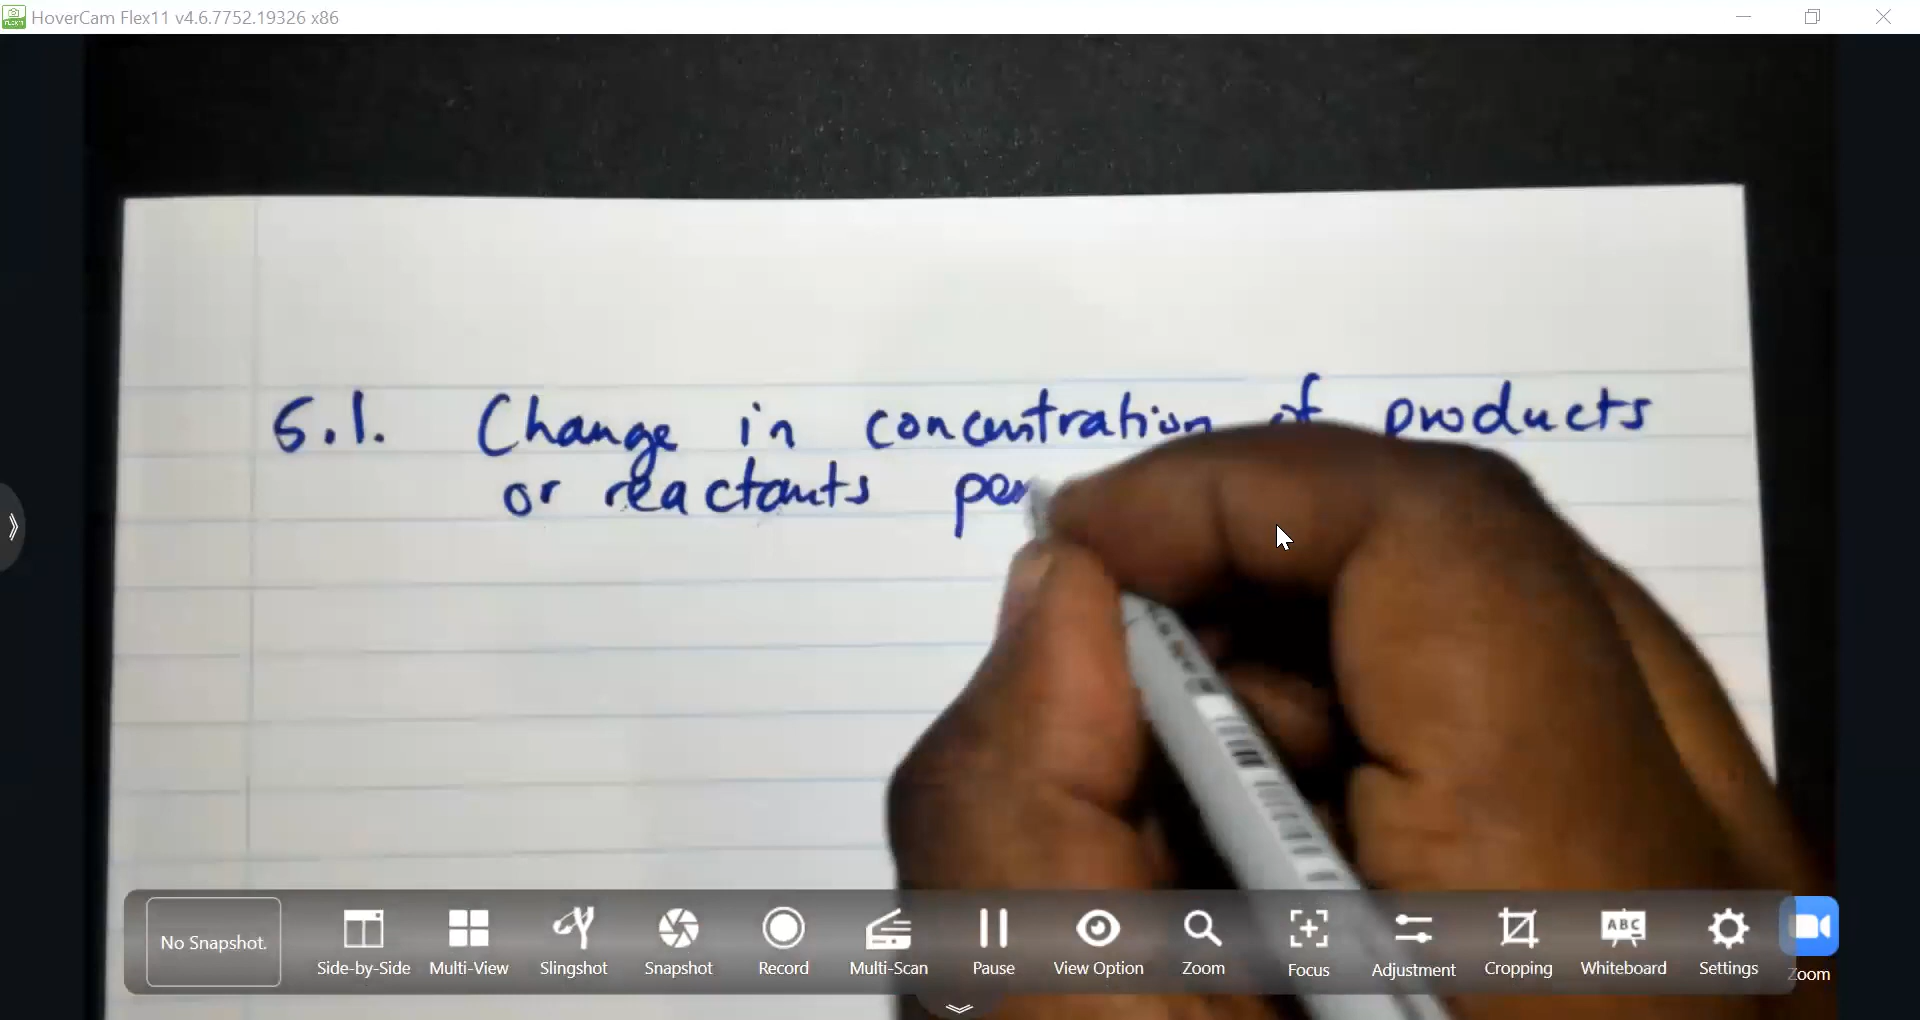 HoverCam Flex11 v4.6.7752.19326 x86
5.1. Change in concentration of products
or reactants per
No Snapshot.
Side-by-Side
Multi-View
Slingshot
Snapshot
Record
Multi-Scan
Pause
View Option
Zoom
Focus
Adjustment
Cropping
ABC
Whiteboard
Settings
Zoom